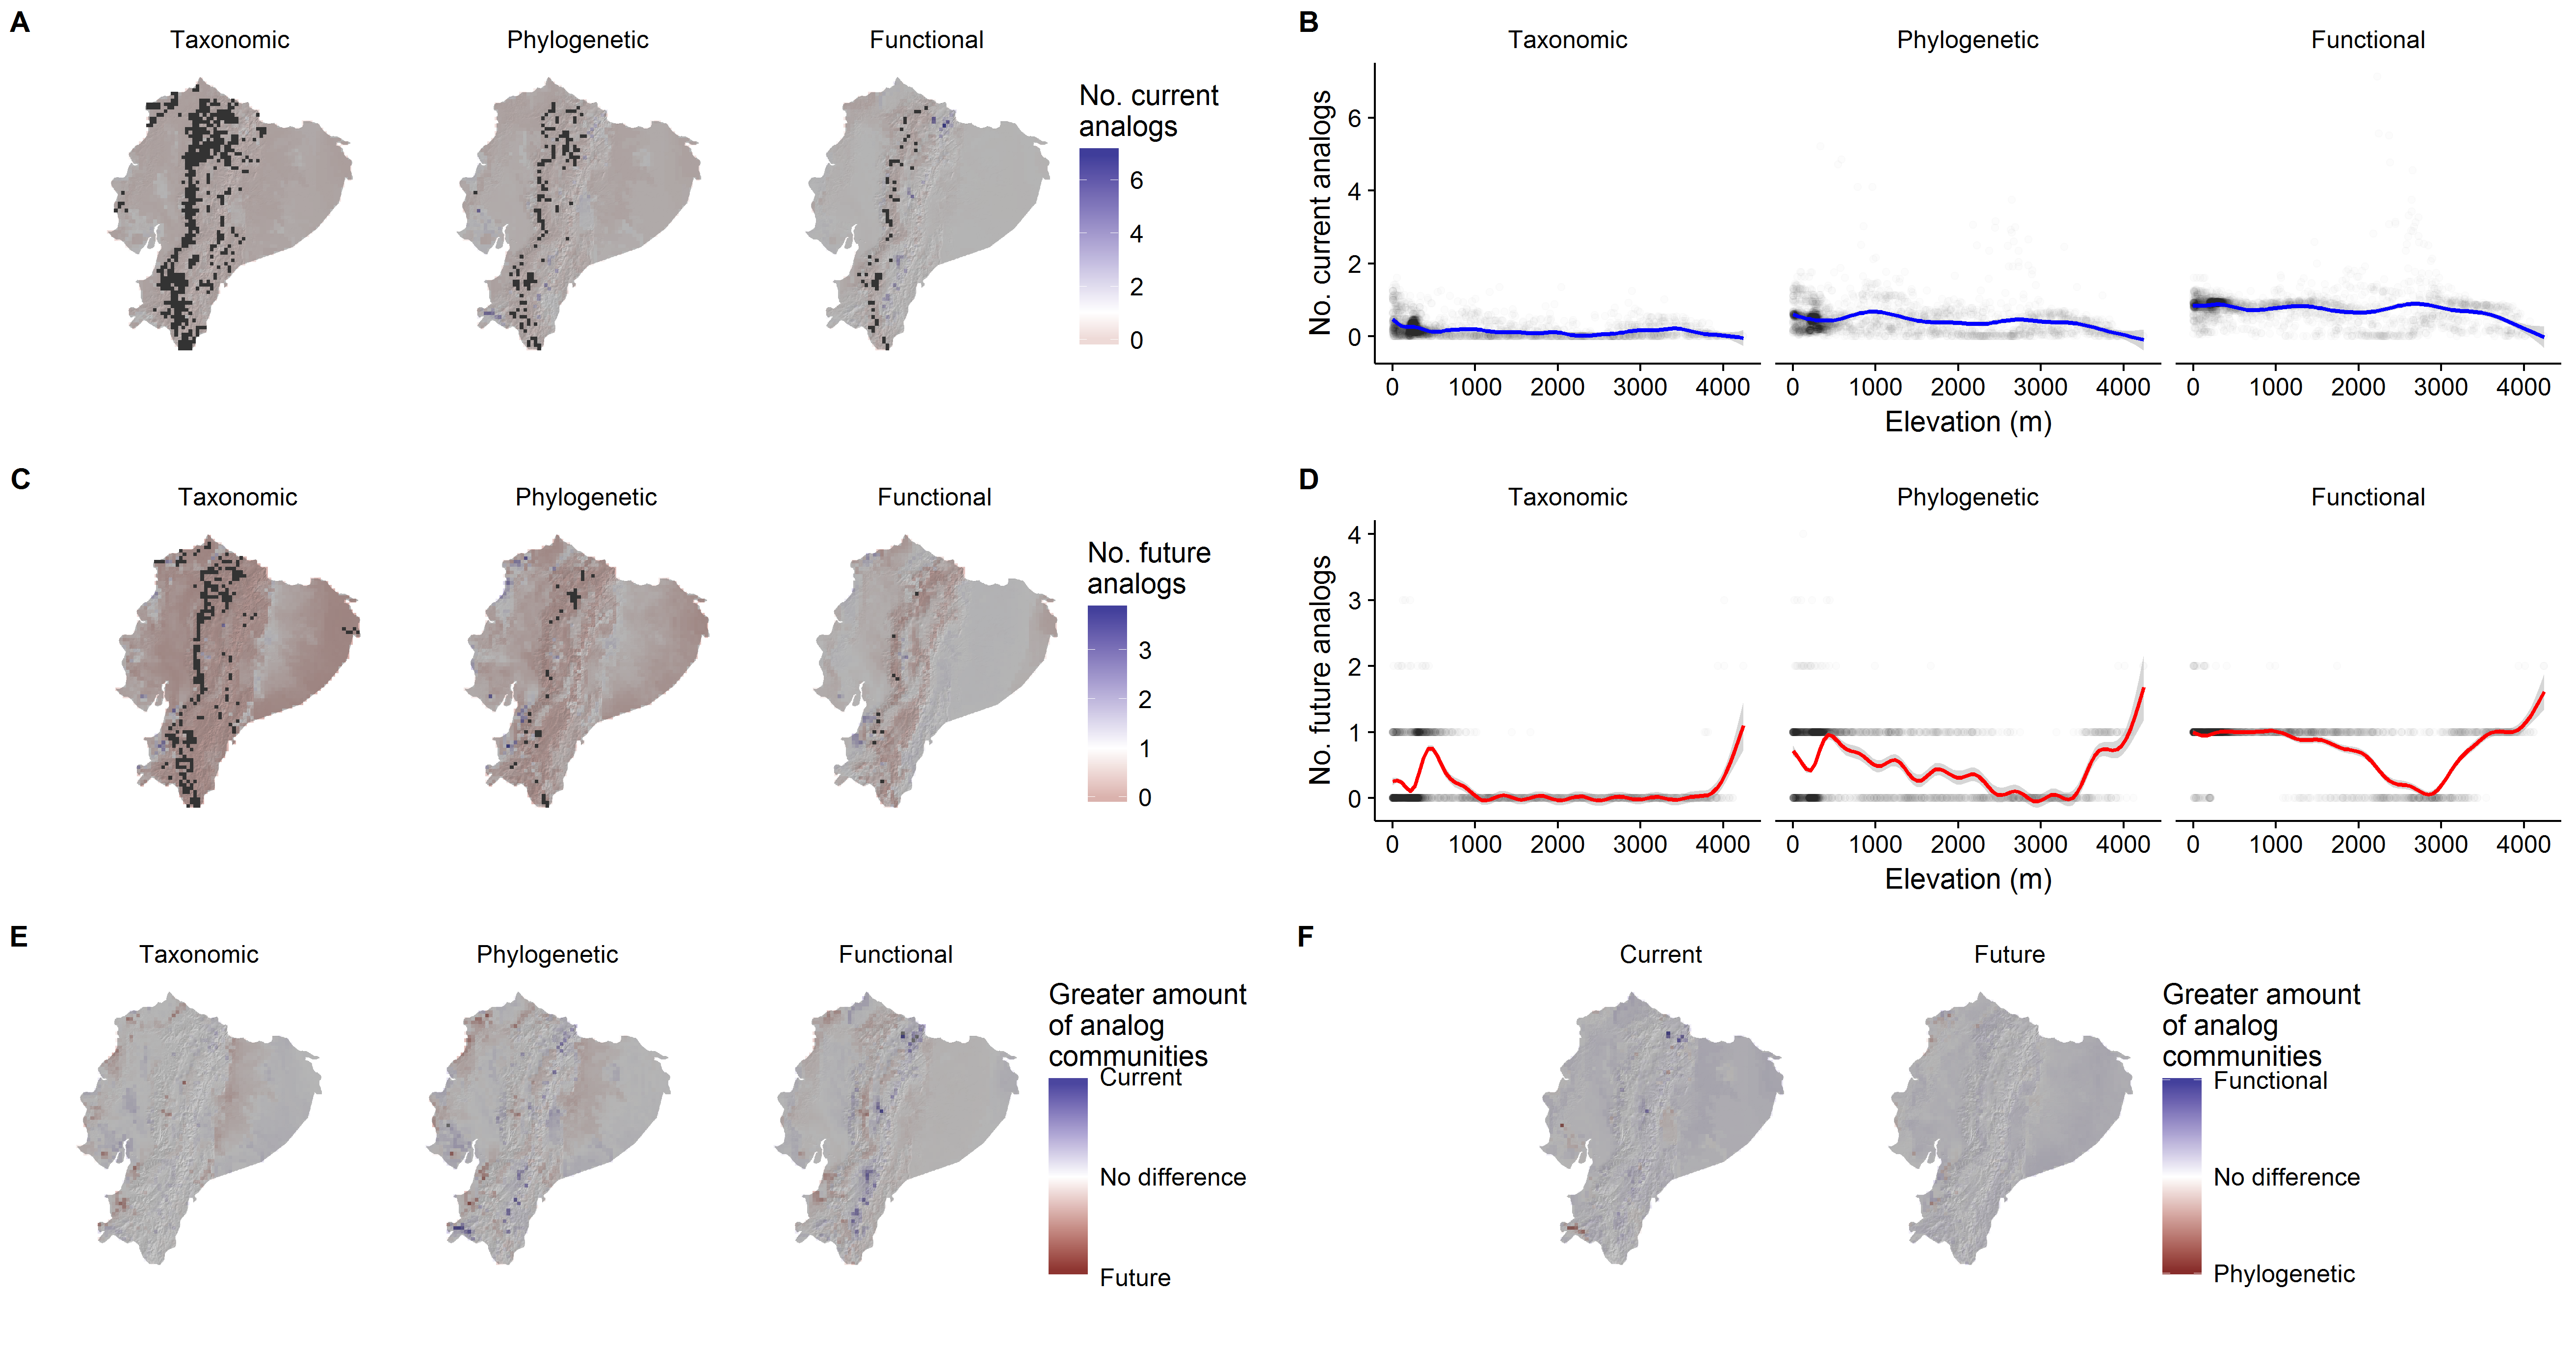 A
Taxonomic
Phylogenetic
Functional
No. current
analogs
6
4
2
0
B
Taxonomic
Phylogenetic
Functional
No. current analogs
6
4
2
0
0 1000 2000 3000 4000
0 1000 2000 3000 4000
0 1000 2000 3000 4000
Elevation (m)
C
Taxonomic
Phylogenetic
Functional
No. future
analogs
3
2
1
0
D
Taxonomic
Phylogenetic
Functional
No. future analogs
4
3
2
1
0
0 1000 2000 3000 4000
0 1000 2000 3000 4000
0 1000 2000 3000 4000
Elevation (m)
E
Taxonomic
Phylogenetic
Functional
Greater amount
of analog
communities
Current
No difference
Future
F
Current
Future
Greater amount
of analog
communities
Functional
No difference
Phylogenetic